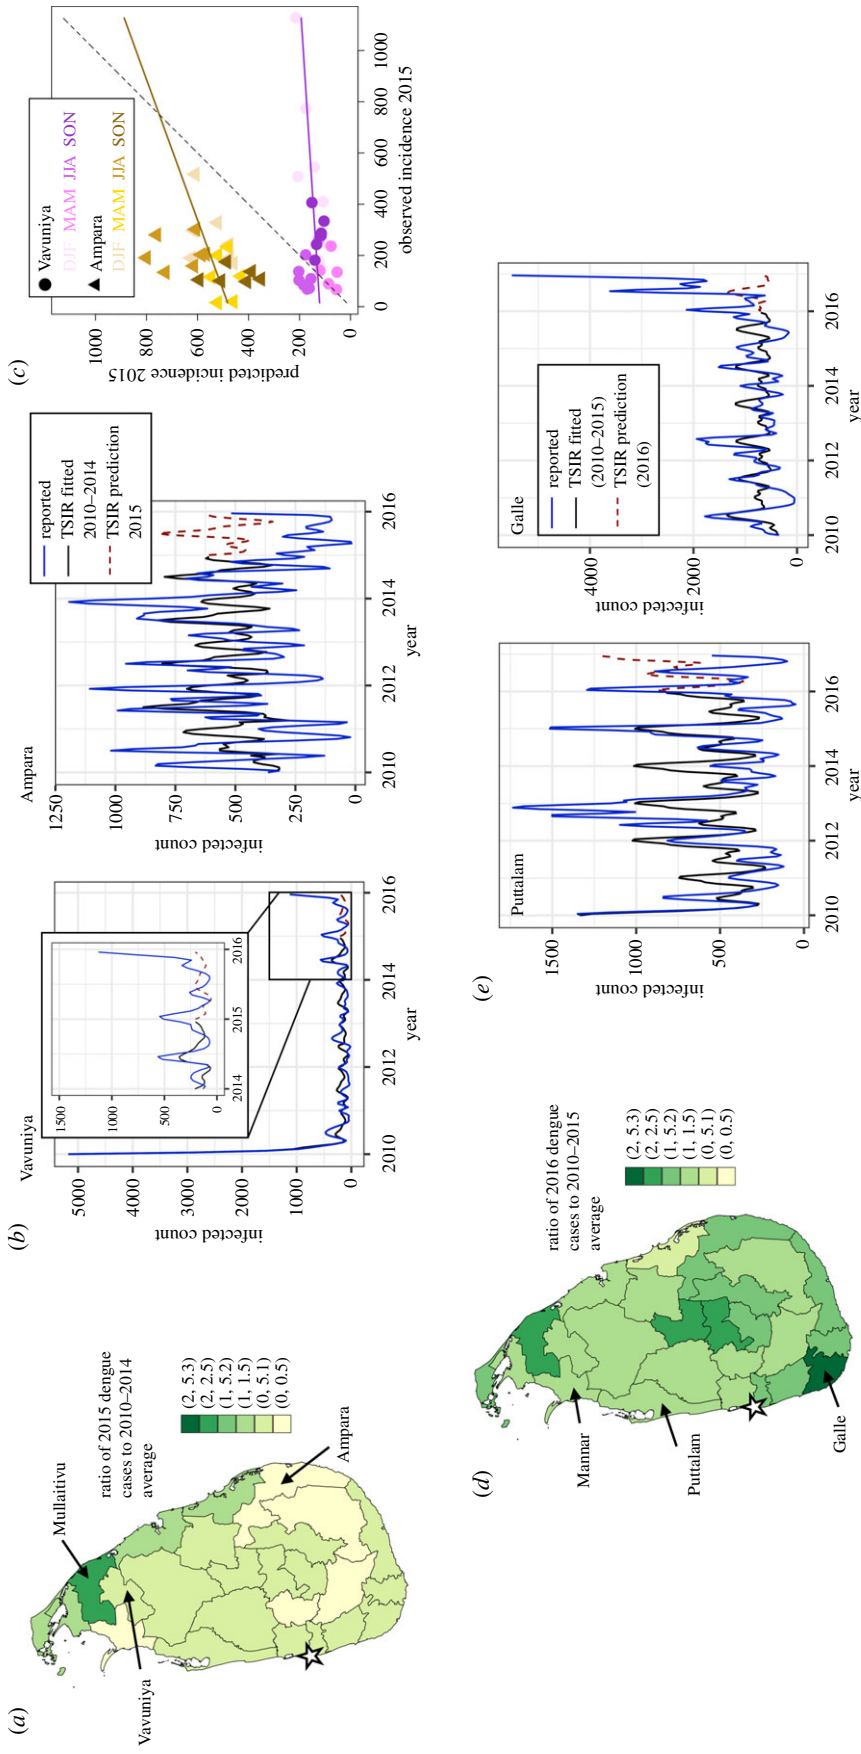 (a)
Mullaitivu
Vavuniya
Ampara
ratio of 2015 dengue
cases to 2010–2014
average
(2, 5.3)
(2, 2.5)
(1, 5.2)
(1, 1.5)
(0, 5.1)
(0, 0.5)
(b)
Vavuniya
5000
4000
3000
2000
1000
0
infected count
2010
2012
2014
2016
year
1500
1000
500
0
2014
2015
2016
Ampara
1250
1000
750
500
250
0
infected count
2010
2012
2014
2016
year
reported
TSIR fitted
2010–2014
TSIR prediction
2015
(c)
Vavuniya
DJF MAM JJA SON
Ampara
DJF MAM JJA SON
1000
800
600
400
200
0
predicted incidence 2015
0
200
400
600
800
1000
observed incidence 2015
(d)
Mannar
Puttalam
Galle
ratio of 2016 dengue
cases to 2010–2015
average
(2, 5.3)
(2, 2.5)
(1, 5.2)
(1, 1.5)
(0, 5.1)
(0, 0.5)
(e)
Puttalam
1500
1000
500
0
infected count
2010
2012
2014
2016
year
Galle
reported
TSIR fitted
(2010–2015)
TSIR prediction
(2016)
4000
2000
0
infected count
2010
2012
2014
2016
year